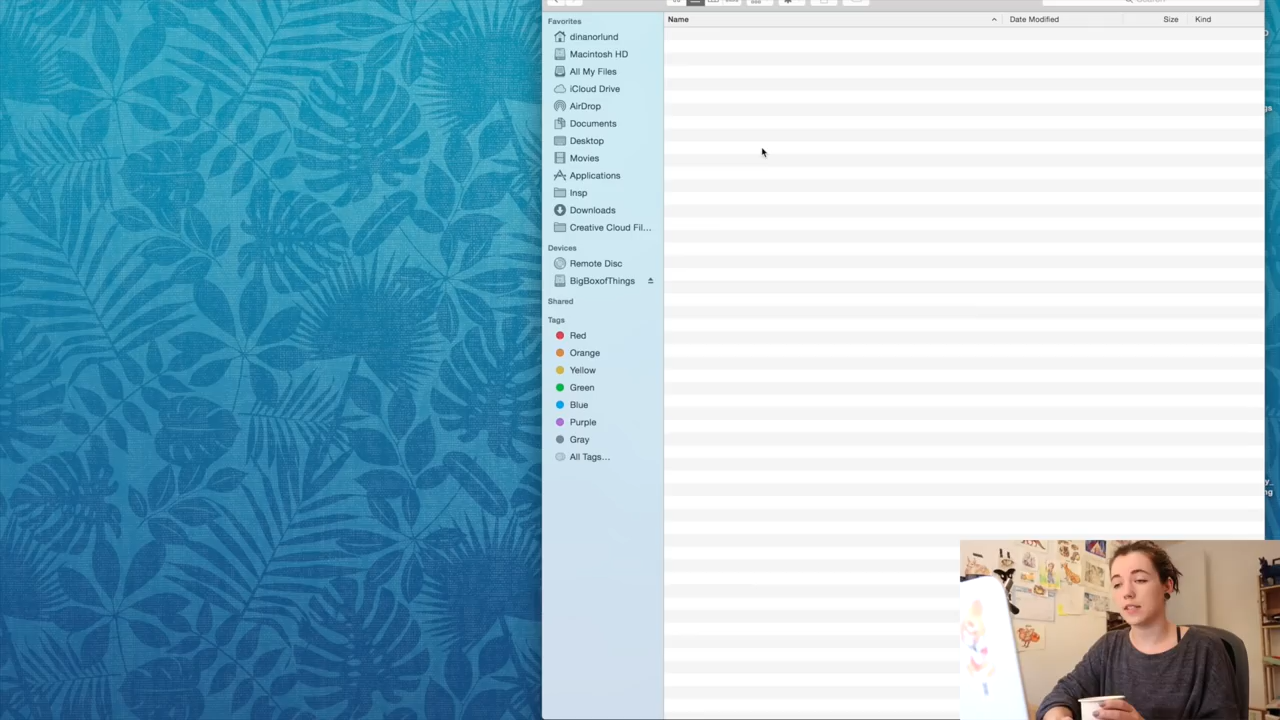 Favorites
Name Date Modified Size Kind
dinanorlund
Macintosh HD
All My Files
iCloud Drive
AirDrop
Documents
Desktop
Movies
Applications
Insp
Downloads
Creative Cloud Fil...
Devices
Remote Disc
BigBoxofThings
Shared
Tags
Red
Orange
Yellow
Green
Blue
Purple
Gray
All Tags...